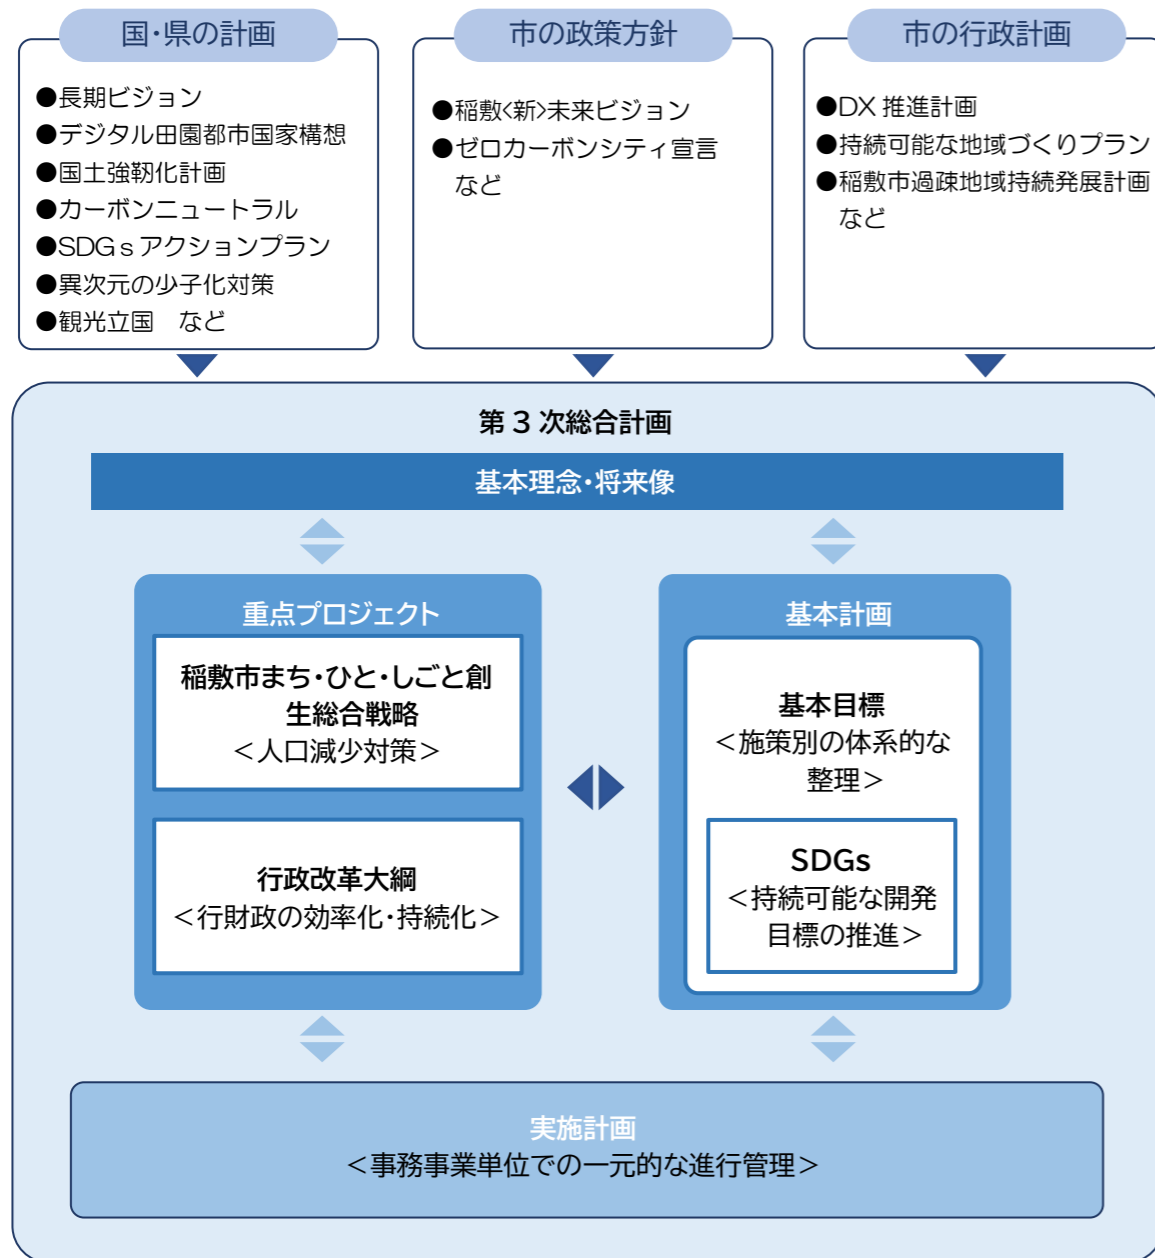 国・県の計画
●長期ビジョン
●デジタル田園都市国家構想
●国土強靭化計画
●カーボンニュートラル
●SDGsアクションプラン
●異次元の少子化対策
●観光立国　など
市の政策方針
●稲敷<新>未来ビジョン
●ゼロカーボンシティ宣言
など
市の行政計画
●DX 推進計画
●持続可能な地域づくりプラン
●稲敷市過疎地域持続発展計画
など
第 3 次総合計画
基本理念・将来像
重点プロジェクト
稲敷市まち・ひと・しごと創
生総合戦略
＜人口減少対策＞
行政改革大綱
＜行財政の効率化・持続化＞
基本計画
基本目標
＜施策別の体系的な
整理＞
SDGs
＜持続可能な開発
目標の推進＞
実施計画
＜事務事業単位での一元的な進行管理＞